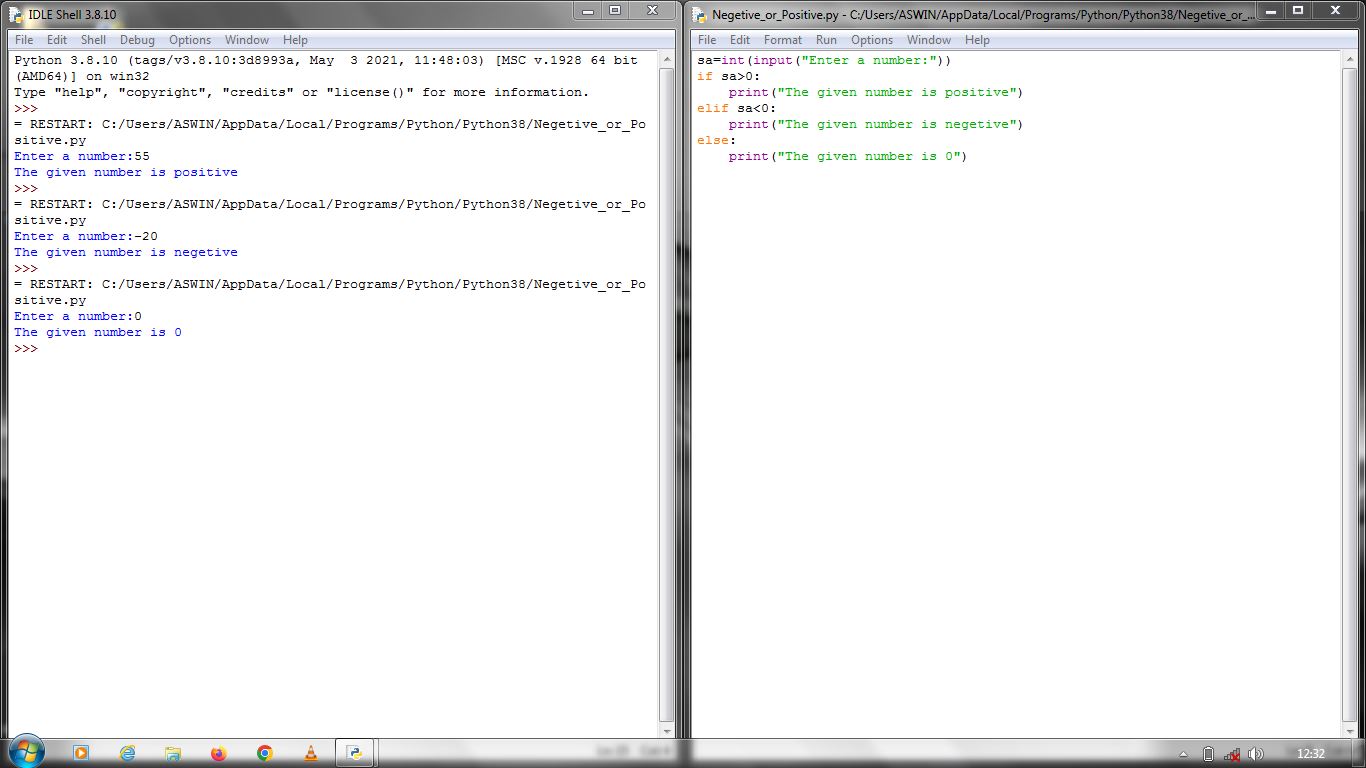 IDLE Shell 3.8.10
File Edit Shell Debug Options Window Help
Python 3.8.10 (tags/v3.8.10:3d8993a, May  3 2021, 11:48:03) [MSC v.1928 64 bit
(AMD64)] on win32
Type "help", "copyright", "credits" or "license()" for more information.
>>>
= RESTART: C:/Users/ASWIN/AppData/Local/Programs/Python/Python38/Negetive_or_Po
sitive.py
Enter a number:55
The given number is positive
>>>
= RESTART: C:/Users/ASWIN/AppData/Local/Programs/Python/Python38/Negetive_or_Po
sitive.py
Enter a number:-20
The given number is negetive
>>>
= RESTART: C:/Users/ASWIN/AppData/Local/Programs/Python/Python38/Negetive_or_Po
sitive.py
Enter a number:0
The given number is 0
>>>
Negetive_or_Positive.py - C:/Users/ASWIN/AppData/Local/Programs/Python/Python38/Negetive_or_...
File Edit Format Run Options Window Help
sa=int(input("Enter a number:"))
if sa>0:
    print("The given number is positive")
elif sa<0:
    print("The given number is negetive")
else:
    print("The given number is 0")
12:32